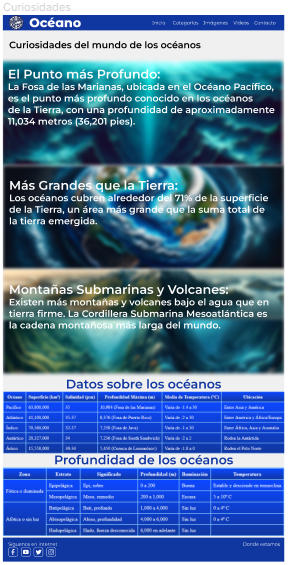 Curiosidades
Océano
Inicio Categorías Imágenes Videos Contacto
Curiosidades del mundo de los océanos
El Punto más Profundo:
La Fosa de las Marianas, ubicada en el Océano Pacífico,
es el punto más profundo conocido en los océanos
de la Tierra, con una profundidad de aproximadamente
11,034 metros (36,201 pies).
Más Grandes que la Tierra:
Los océanos cubren alrededor del 71% de la superficie
de la Tierra, un área más grande que la suma total de
la tierra emergida.
Montañas Submarinas y Volcanes:
Existen más montañas y volcanes bajo el agua que en
tierra firme. La Cordillera Submarina Mesoatlántica es
la cadena montañosa más larga del mundo.
Datos sobre los océanos
Océano Superficie (km²) Salinidad (psu) Profundidad Máxima (m) Media de Temperatura (°C) Ubicación
Pacífico 63,800,000 35 10,984 (Fosa de las Marianas) Varía de -1.4 a 30 Entre Asia y América
Atlántico 41,100,000 35-37 8,376 (Fosa de Puerto Rico) Varía de -2 a 30 Entre América y África/Europa
Índico 70,560,000 32-37 7,258 (Fosa de Java) Varía de -2 a 30 Entre África, Asia y Australia
Antártico 20,327,000 34 7,236 (Fosa de South Sandwich) Varía de -2 a 2 Rodea la Antártida
Ártico 15,558,000 30-34 5,450 (Cuenca de Varía de -1.8 a 0 Rodea el Polo Norte
Profundidad de los océanos
Zona Estrato Significado Profundidad (m) Iluminación Temperatura
Fótica o iluminada Epipelágica Epi, sobre 0 a 200 Buena Estable y desciende en termoclina
Mesopelágica Meso, enmedio 200 a 1,000 Escasa 5 a 10° C
Afótica o sin luz Batipelágica Bati, profundo 1,000 a 4,000 Sin luz 0 a 4° C
Abisopelágica Abiso, profundidad 4,000 a 6,000 Sin luz 0 a 4° C
Hadopelágica Hado, fuerza desconocida 6,000 en adelante Sin luz
Síguenos en internet
Donde estamos